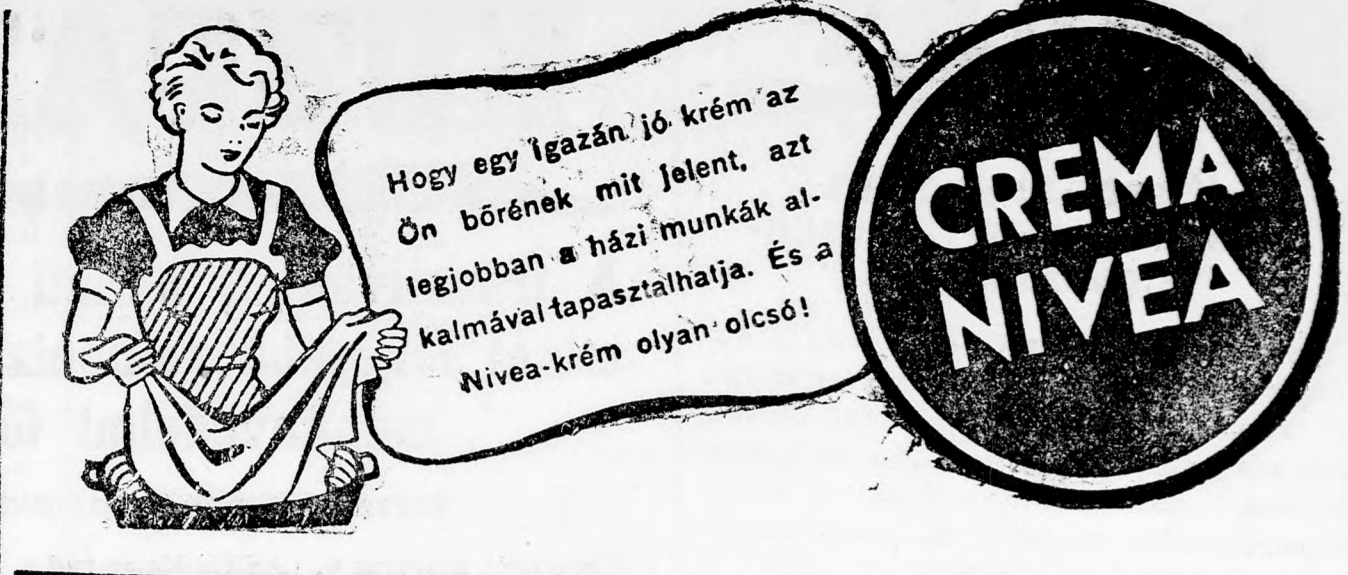 Hogy egy igazán jó krém az
Ön bőrének mit jelent, azt
legjobban a házi munkák al-
kalmával tapasztalhatja. És a
Nivea-krém olyan olcsó!
CREMA
NIVEA